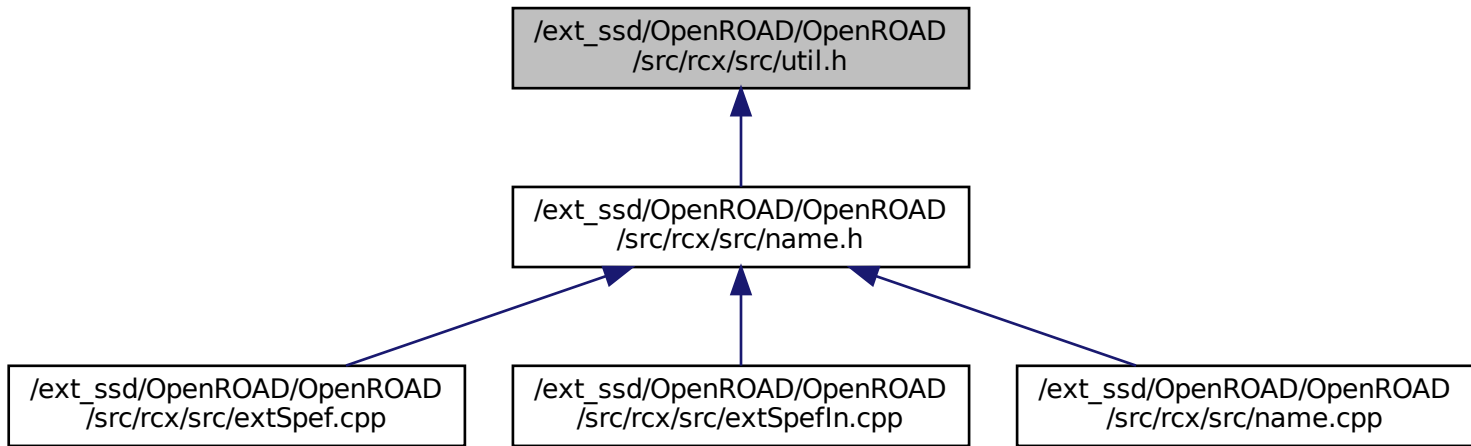 /ext_ssd/OpenROAD/OpenROAD
/src/rcx/src/util.h
/ext_ssd/OpenROAD/OpenROAD
/src/rcx/src/name.h
/ext_ssd/OpenROAD/OpenROAD
/src/rcx/src/extSpef.cpp
/ext_ssd/OpenROAD/OpenROAD
/src/rcx/src/extSpefIn.cpp
/ext_ssd/OpenROAD/OpenROAD
/src/rcx/src/name.cpp